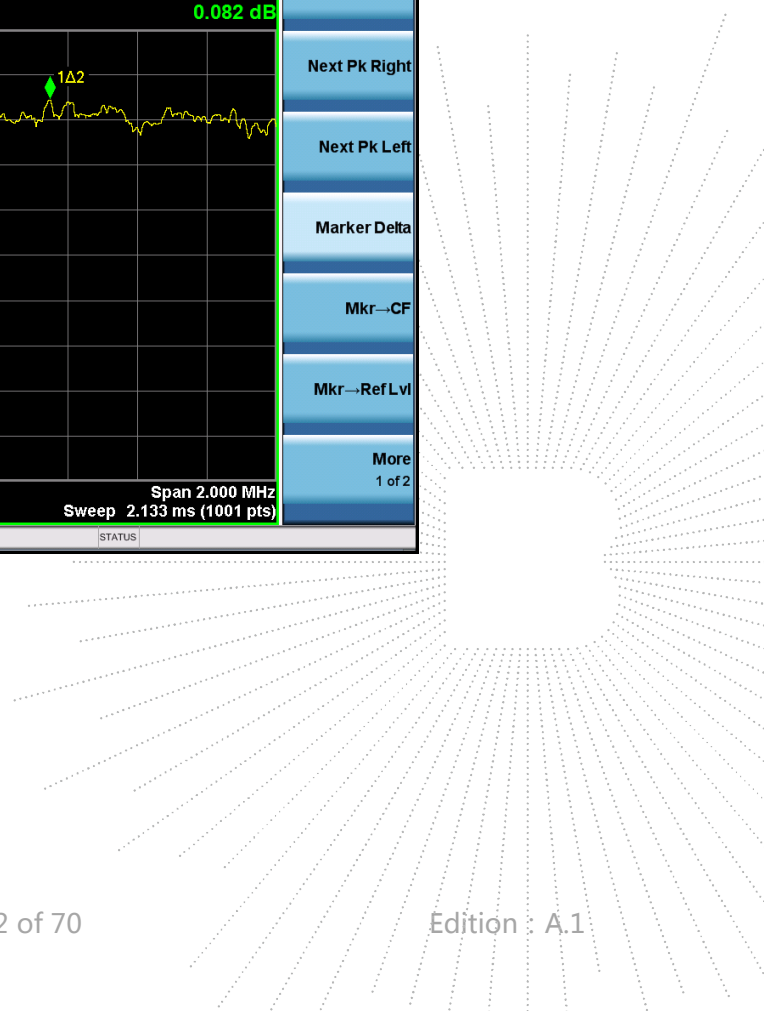 0.082 dB
1Δ2
Next Pk Right
Next Pk Left
Marker Delta
Mkr→CF
Mkr→Ref Lvl
More
1 of 2
Span 2.000 MHz
Sweep 2.133 ms (1001 pts)
STATUS
2 of 70
Edition：A.1